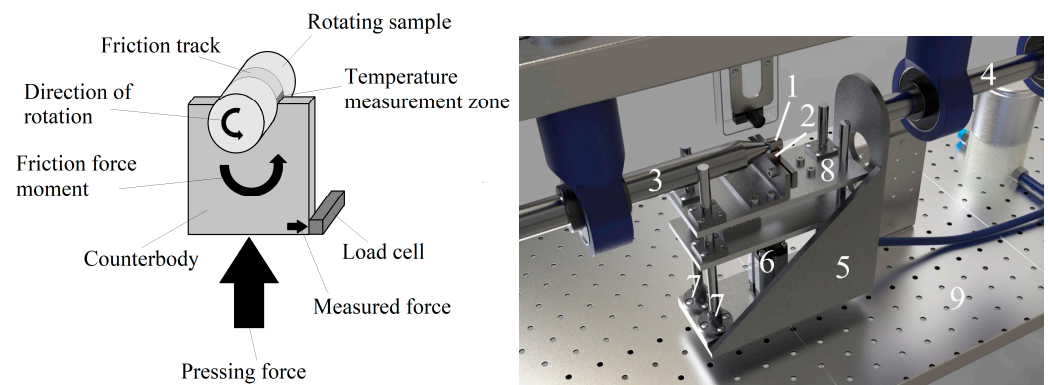 Rotating sample
Friction track
Temperature
measurement zone
Direction of
rotation
Friction force
moment
Counterbody
Load cell
Measured force
Pressing force
1
2
3
4
5
6
7
7
8
9